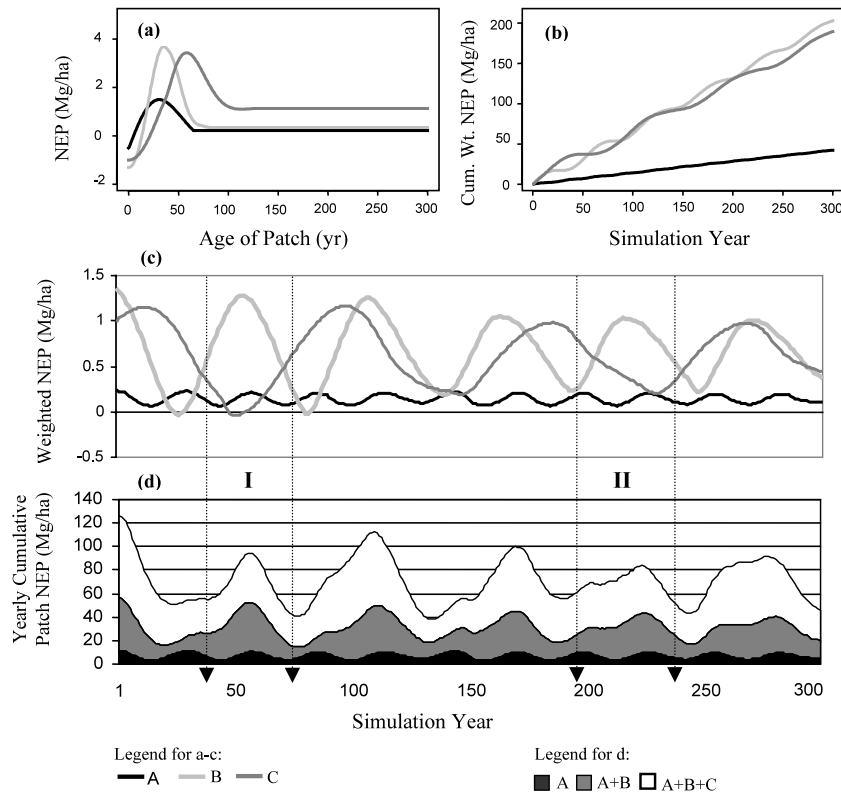 (a)
NEP (Mg/ha)
4
2
0
-2
0 50 100 150 200 250 300
Age of Patch (yr)
(b)
Cum. Wt. NEP (Mg/ha)
200
150
100
50
0
0 50 100 150 200 250 300
Simulation Year
(c)
Weighted NEP (Mg/ha)
1.5
1
0.5
0
-0.5
I
II
(d)
Yearly Cumulative
Patch NEP (Mg/ha)
140
120
100
80
60
40
20
0
1 50 100 150 200 250 300
Simulation Year
Legend for a-c:
A B C
Legend for d:
A A+B A+B+C